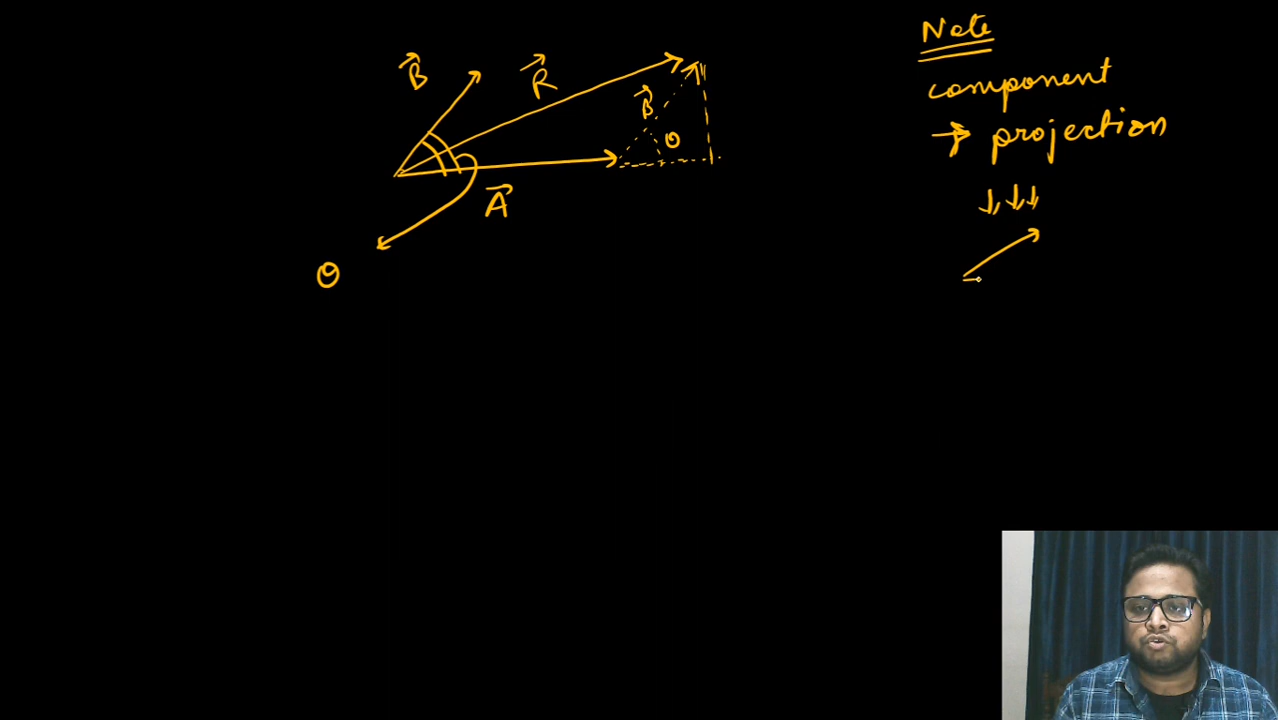 B⃗
R⃗
B⃗
θ
A⃗
θ
Note
component
→ projection